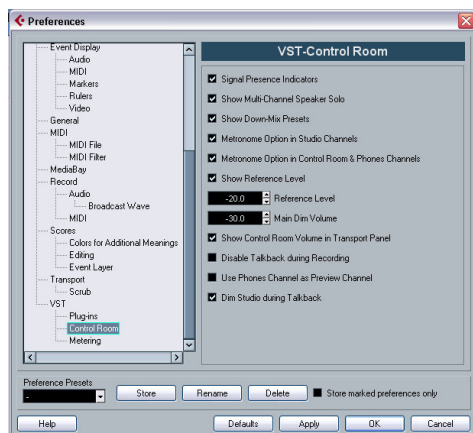 Preferences
Event Display
Audio
MIDI
Markers
Rulers
Video
General
MIDI
MIDI File
MIDI Filter
MediaBay
Record
Audio
Broadcast Wave
MIDI
Scores
Colors for Additional Meanings
Editing
Event Layer
Transport
Scrub
VST
Plug-ins
Control Room
Metering
VST-Control Room
Signal Presence Indicators
Show Multi-Channel Speaker Solo
Show Down-Mix Presets
Metronome Option in Studio Channels
Metronome Option in Control Room & Phones Channels
Show Reference Level
-20.0 Reference Level
-30.0 Main Dim Volume
Show Control Room Volume in Transport Panel
Disable Talkback during Recording
Use Phones Channel as Preview Channel
Dim Studio during Talkback
Preference Presets
- Store Rename Delete Store marked preferences only
Help Defaults Apply OK Cancel